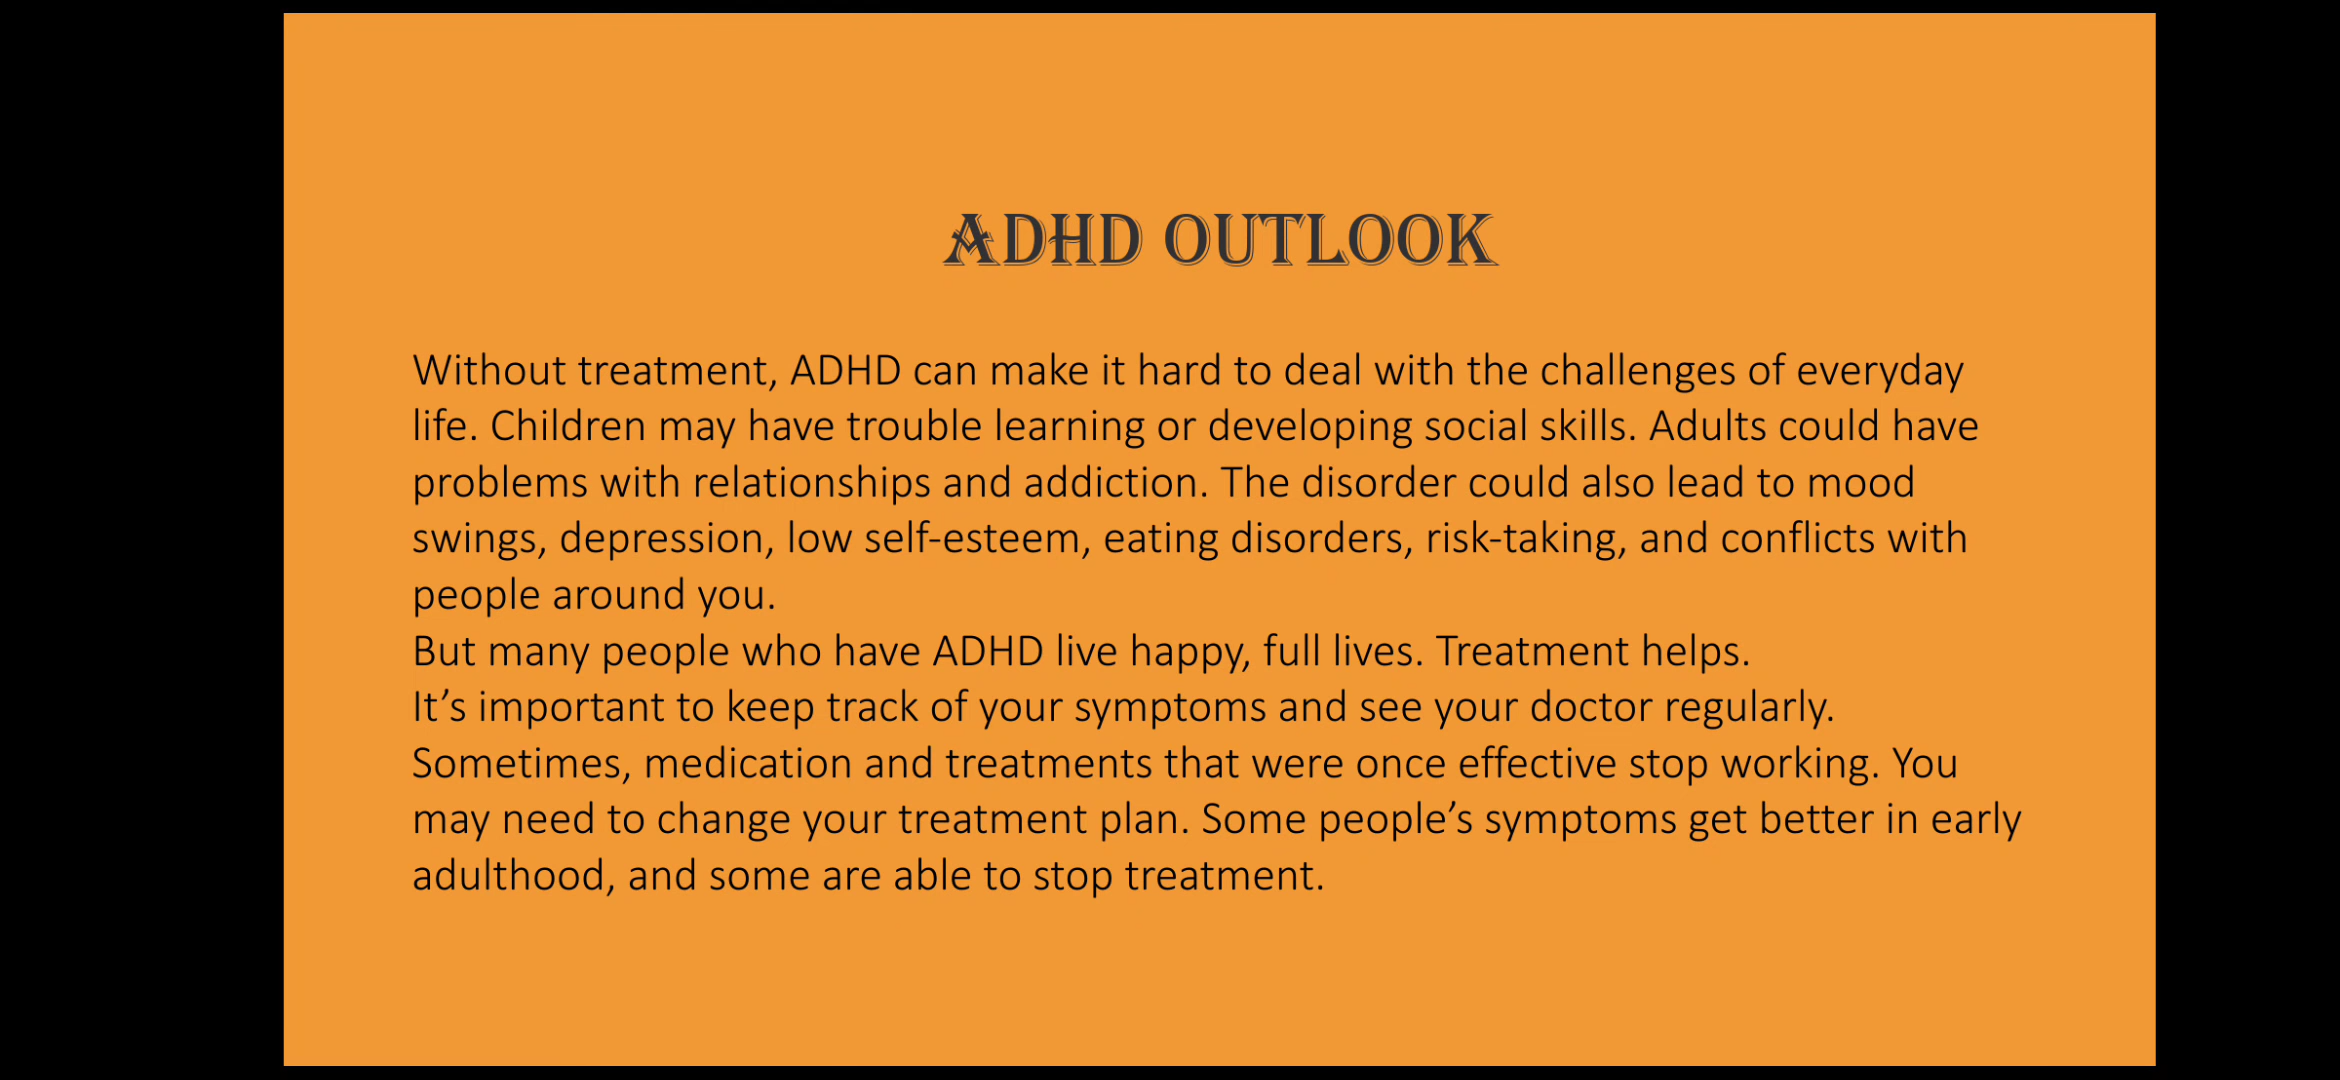 ADHD OUTLOOK
Without treatment, ADHD can make it hard to deal with the challenges of everyday
life. Children may have trouble learning or developing social skills. Adults could have
problems with relationships and addiction. The disorder could also lead to mood
swings, depression, low self-esteem, eating disorders, risk-taking, and conflicts with
people around you.
But many people who have ADHD live happy, full lives. Treatment helps.
It’s important to keep track of your symptoms and see your doctor regularly.
Sometimes, medication and treatments that were once effective stop working. You
may need to change your treatment plan. Some people’s symptoms get better in early
adulthood, and some are able to stop treatment.